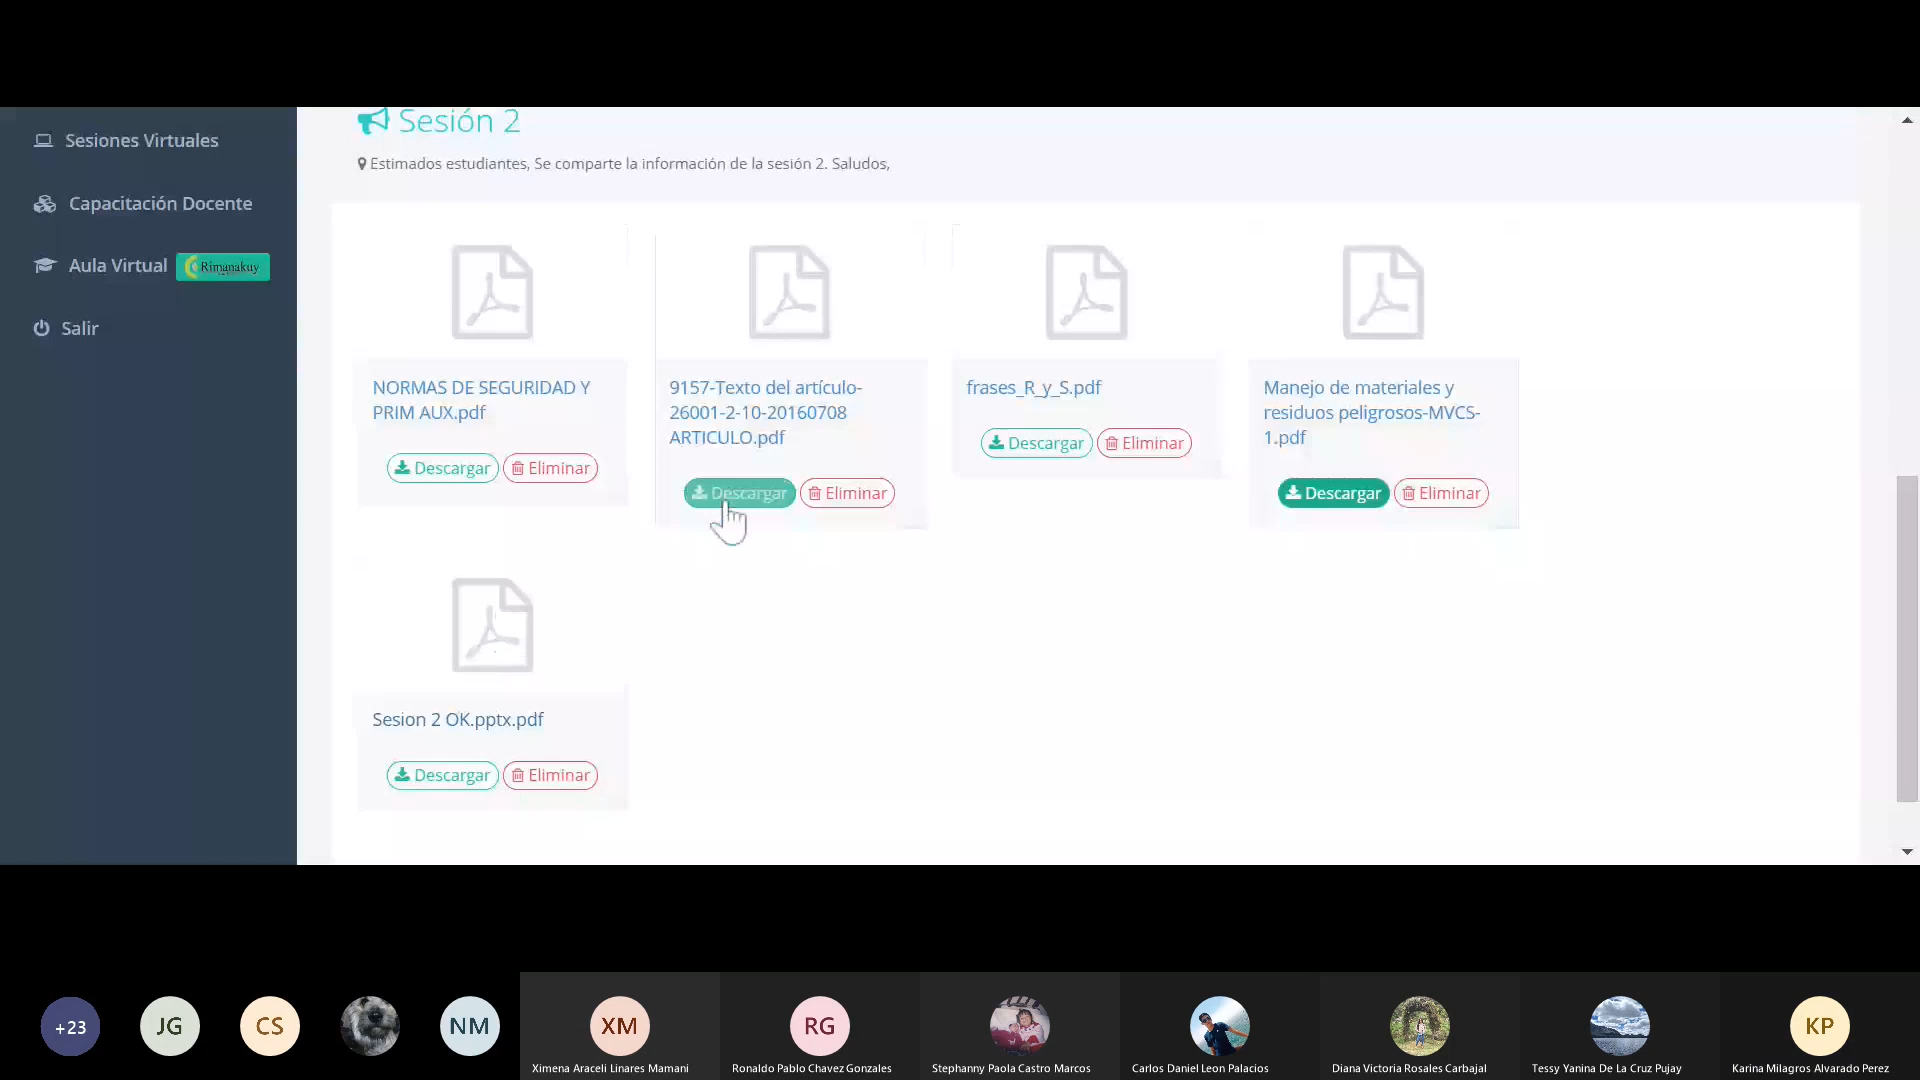 Sesión 2
Estimados estudiantes, Se comparte la información de la sesión 2. Saludos,
Sesiones Virtuales
Capacitación Docente
Aula Virtual
Rimanakuy
Salir
NORMAS DE SEGURIDAD Y
PRIM AUX.pdf
Descargar
Eliminar
9157-Texto del artículo-
26001-2-10-20160708
ARTICULO.pdf
Descargar
Eliminar
frases_R_y_S.pdf
Descargar
Eliminar
Manejo de materiales y
residuos peligrosos-MVCS-
1.pdf
Descargar
Eliminar
Sesion 2 OK.pptx.pdf
Descargar
Eliminar
+23
JG
CS
NM
XM
Ximena Araceli Linares Mamani
RG
Ronaldo Pablo Chavez Gonzales
Stephanny Paola Castro Marcos
Carlos Daniel Leon Palacios
Diana Victoria Rosales Carbajal
Tessy Yanina De La Cruz Pujay
KP
Karina Milagros Alvarado Perez